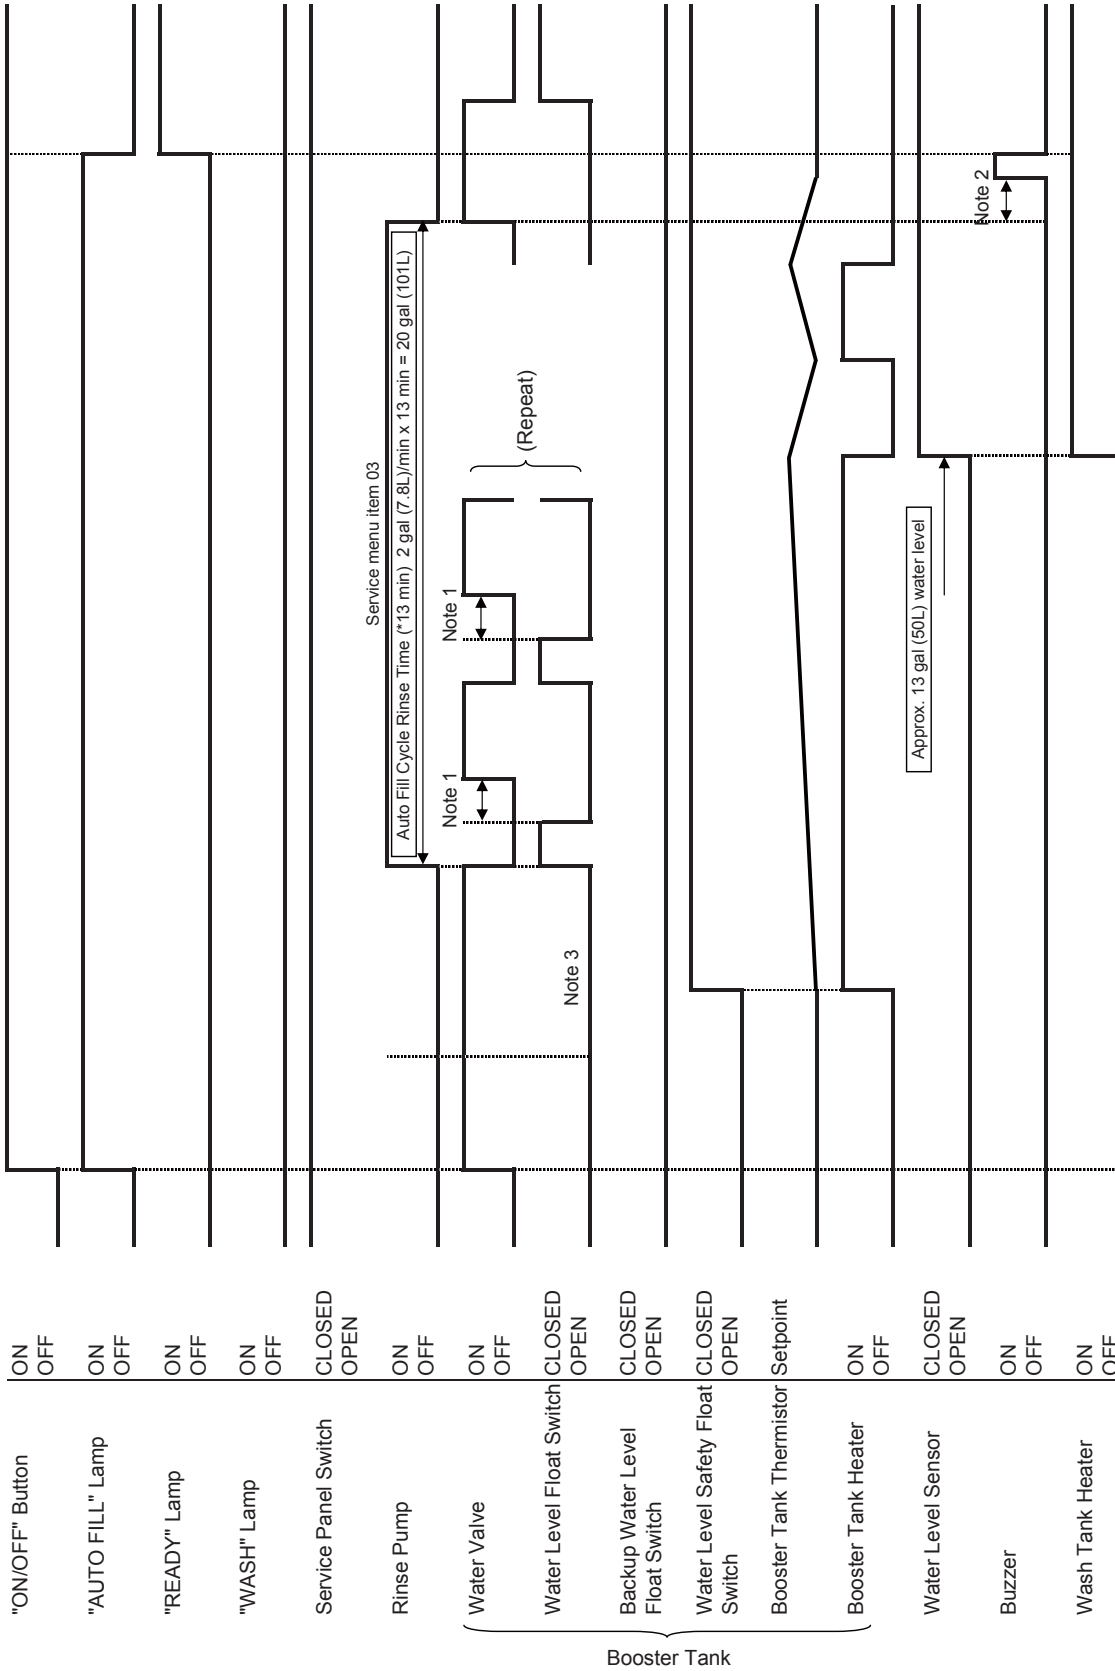 "ON/OFF" Button
ON
OFF
"AUTO FILL" Lamp
ON
OFF
"READY" Lamp
ON
OFF
"WASH" Lamp
ON
OFF
Service Panel Switch
CLOSED
OPEN
Rinse Pump
ON
OFF
Service menu item 03
Auto Fill Cycle Rinse Time (*13 min) 2 gal (7.8L)/min x 13 min = 20 gal (101L)
Booster Tank
Water Valve
ON
OFF
Note 1
Note 1
(Repeat)
Water Level Float Switch
CLOSED
OPEN
Note 3
Backup Water Level
Float Switch
CLOSED
OPEN
Water Level Safety Float
Switch
CLOSED
OPEN
Booster Tank Thermistor
Setpoint
Booster Tank Heater
ON
OFF
Water Level Sensor
CLOSED
OPEN
Approx. 13 gal (50L) water level
Buzzer
ON
OFF
Note 2
Wash Tank Heater
ON
OFF